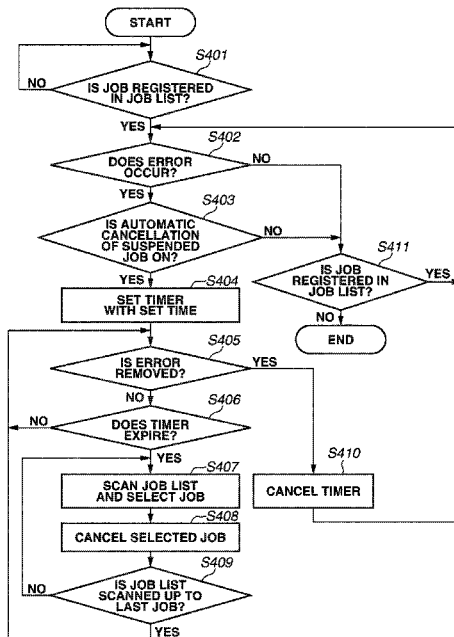 START
S401
NO
IS JOB REGISTERED
IN JOB LIST?
YES
S402
DOES ERROR
OCCUR?
NO
YES
S403
IS AUTOMATIC
CANCELLATION
OF SUSPENDED
JOB ON?
NO
YES
S411
IS JOB
REGISTERED IN
JOB LIST?
YES
NO
END
S404
SET TIMER
WITH SET TIME
S405
IS ERROR
REMOVED?
YES
NO
S406
DOES TIMER
EXPIRE?
NO
YES
S407
SCAN JOB LIST
AND SELECT JOB
S410
CANCEL TIMER
S408
CANCEL SELECTED JOB
S409
IS JOB LIST
SCANNED UP TO
LAST JOB?
NO
YES